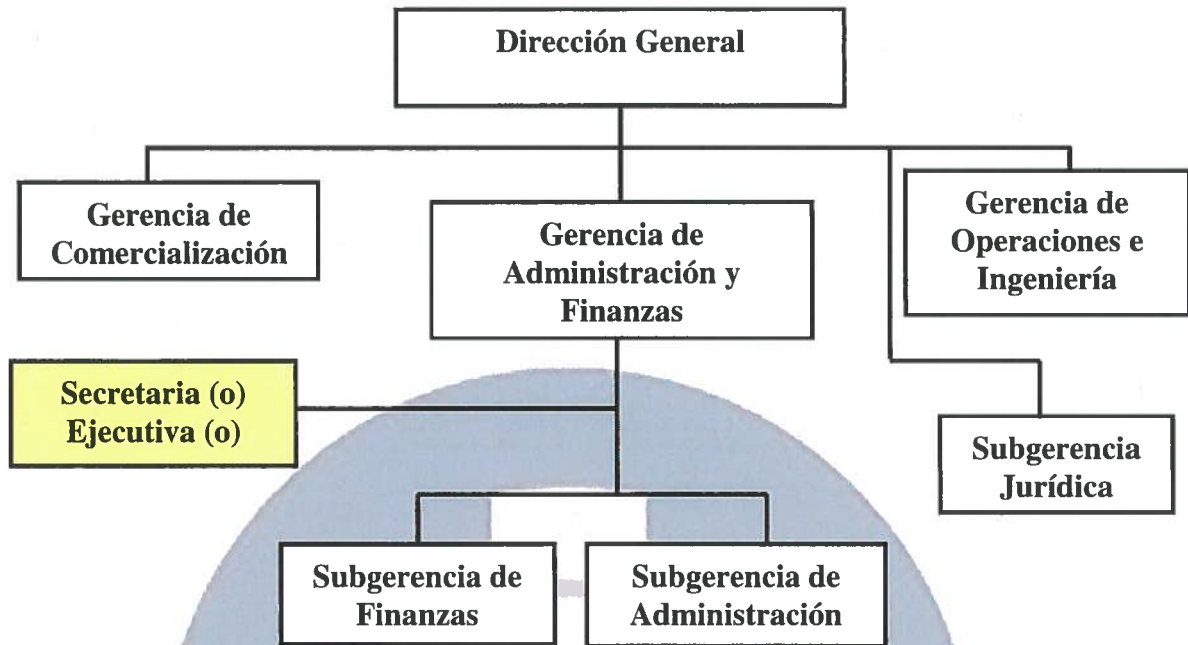 Dirección General
Gerencia de
Comercialización
Gerencia de
Administración y
Finanzas
Gerencia de
Operaciones e
Ingeniería
Secretaria (o)
Ejecutiva (o)
Subgerencia
Jurídica
Subgerencia de
Finanzas
Subgerencia de
Administración